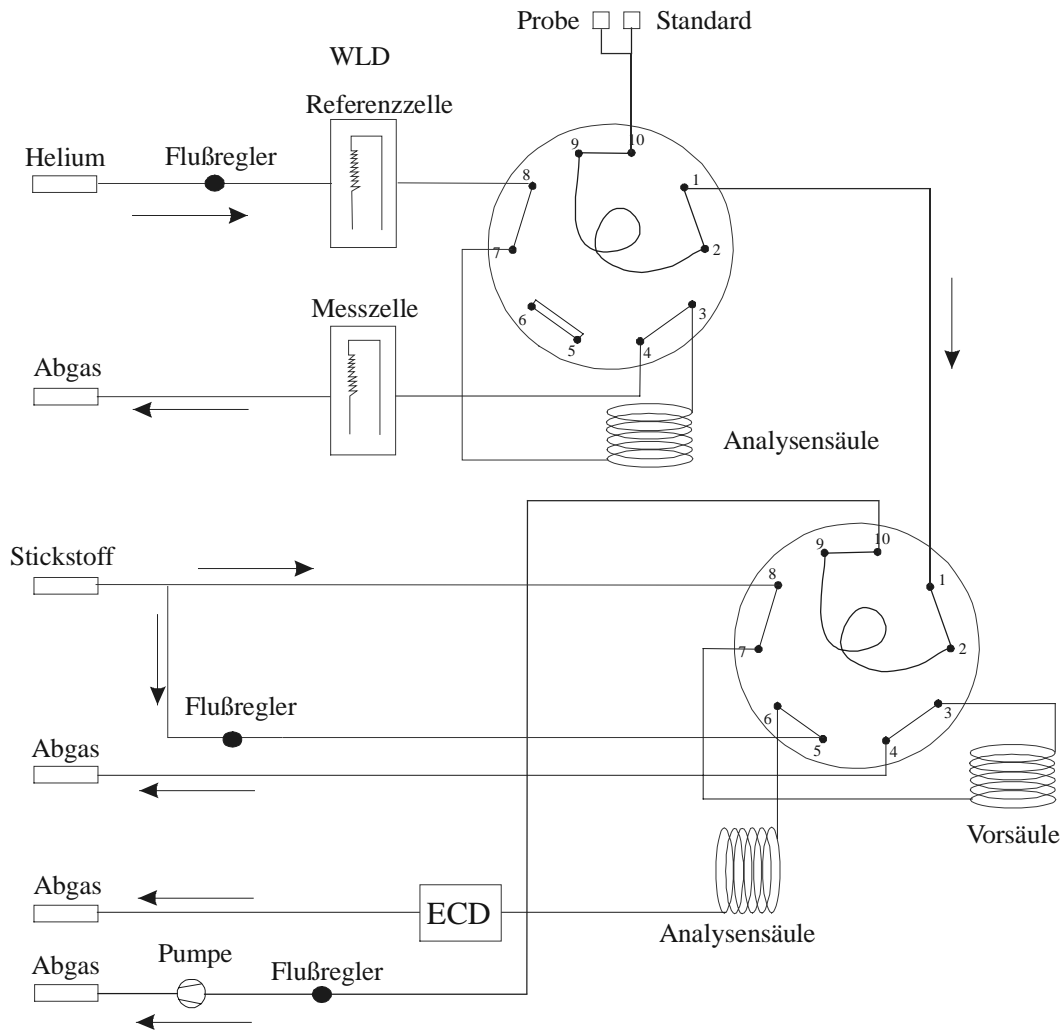 Probe
Standard
WLD
Referenzzelle
Helium
Flußregler
10
9
8
1
7
2
6
5
4
3
Messzelle
Abgas
Analysensäule
Stickstoff
10
9
8
1
7
2
6
5
4
3
Flußregler
Abgas
Vorsäule
Abgas
ECD
Analysensäule
Abgas
Pumpe
Flußregler